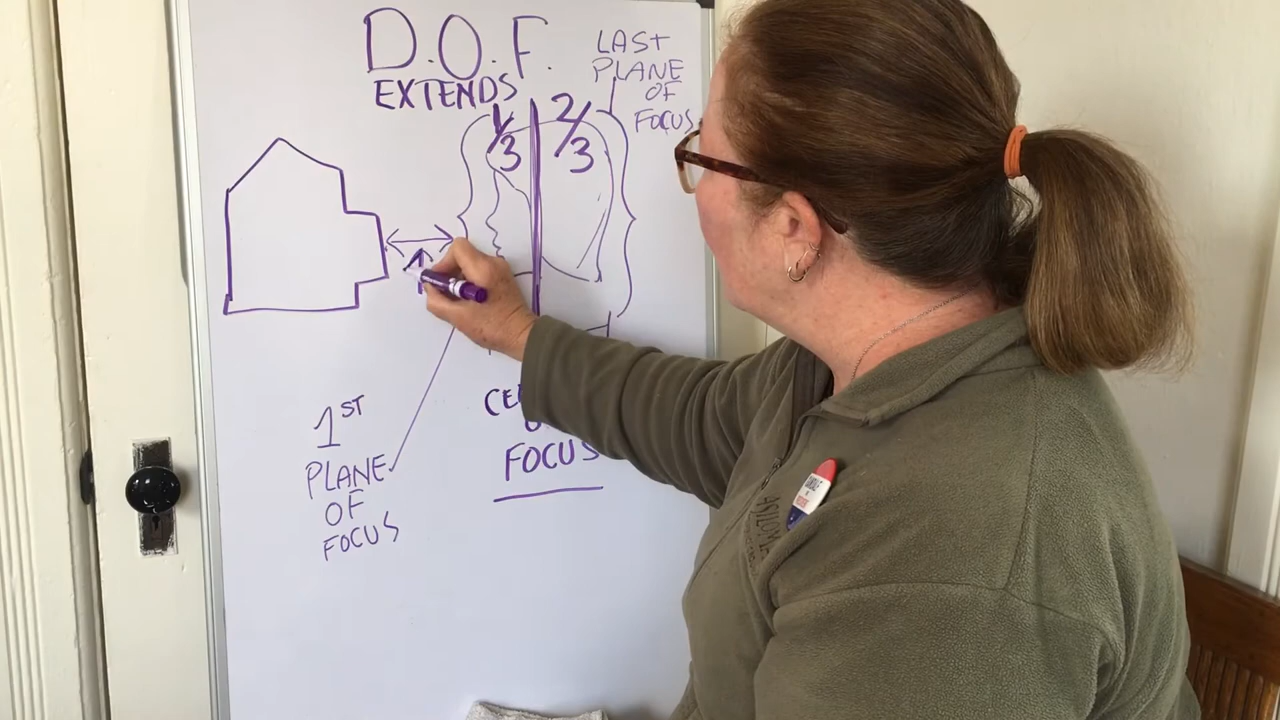 D.O.F.
EXTENDS
1/3
2/3
LAST
PLANE
OF
FOCUS
1ST
PLANE
OF
FOCUS
FOCUS